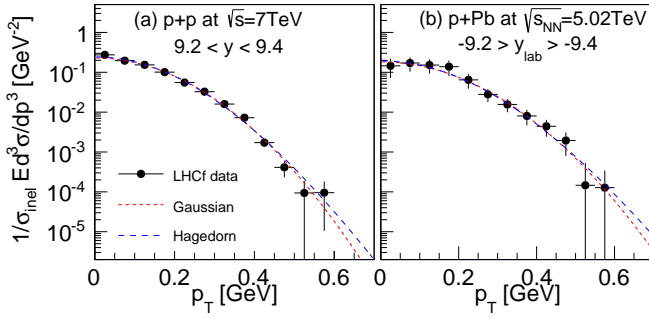 (a) p+p at √s=7TeV
9.2 < y < 9.4
(b) p+Pb at √sNN=5.02TeV
-9.2 > ylab > -9.4
1/σinel Ed³σ/dp³ [GeV⁻²]
1
10⁻¹
10⁻²
10⁻³
10⁻⁴
10⁻⁵
LHCf data
Gaussian
Hagedorn
0 0.2 0.4 0.6
0 0.2 0.4 0.6
pT [GeV]
pT [GeV]